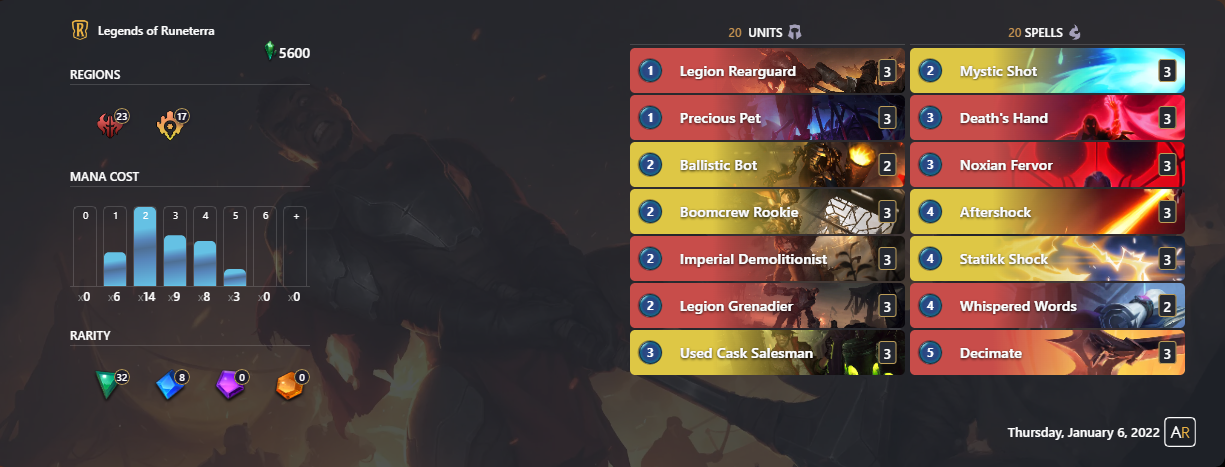 Legends of Runeterra
5600
REGIONS
23 17
MANA COST
0 1 2 3 4 5 6 +
x0 x6 x14 x9 x8 x3 x0 x0
RARITY
32 8 0 0
20 UNITS
1 Legion Rearguard 3
1 Precious Pet 3
2 Ballistic Bot 2
2 Boomcrew Rookie 3
2 Imperial Demolitionist 3
2 Legion Grenadier 3
3 Used Cask Salesman 3
20 SPELLS
2 Mystic Shot 3
3 Death's Hand 3
3 Noxian Fervor 3
4 Aftershock 3
4 Statikk Shock 3
4 Whispered Words 2
5 Decimate 3
Thursday, January 6, 2022 AR